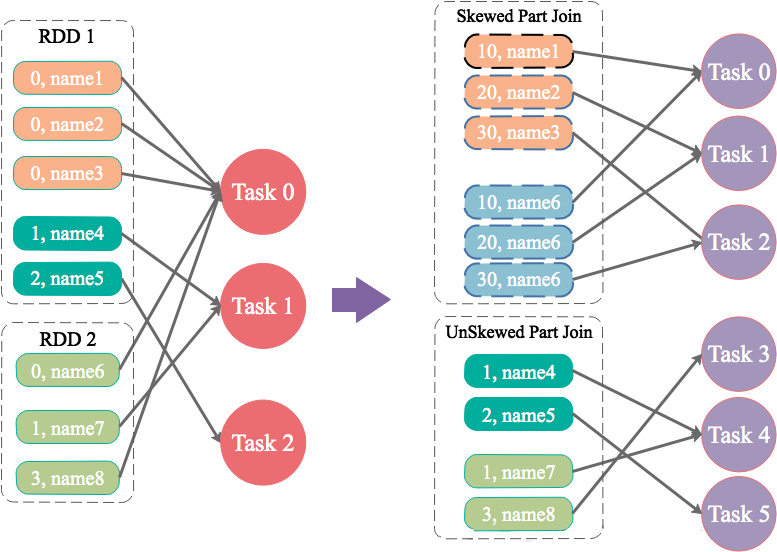 RDD 1
0, name1
0, name2
0, name3
1, name4
2, name5
RDD 2
0, name6
1, name7
3, name8
Task 0
Task 1
Task 2
Skewed Part Join
10, name1
20, name2
30, name3
10, name6
20, name6
30, name6
UnSkewed Part Join
1, name4
2, name5
1, name7
3, name8
Task 0
Task 1
Task 2
Task 3
Task 4
Task 5